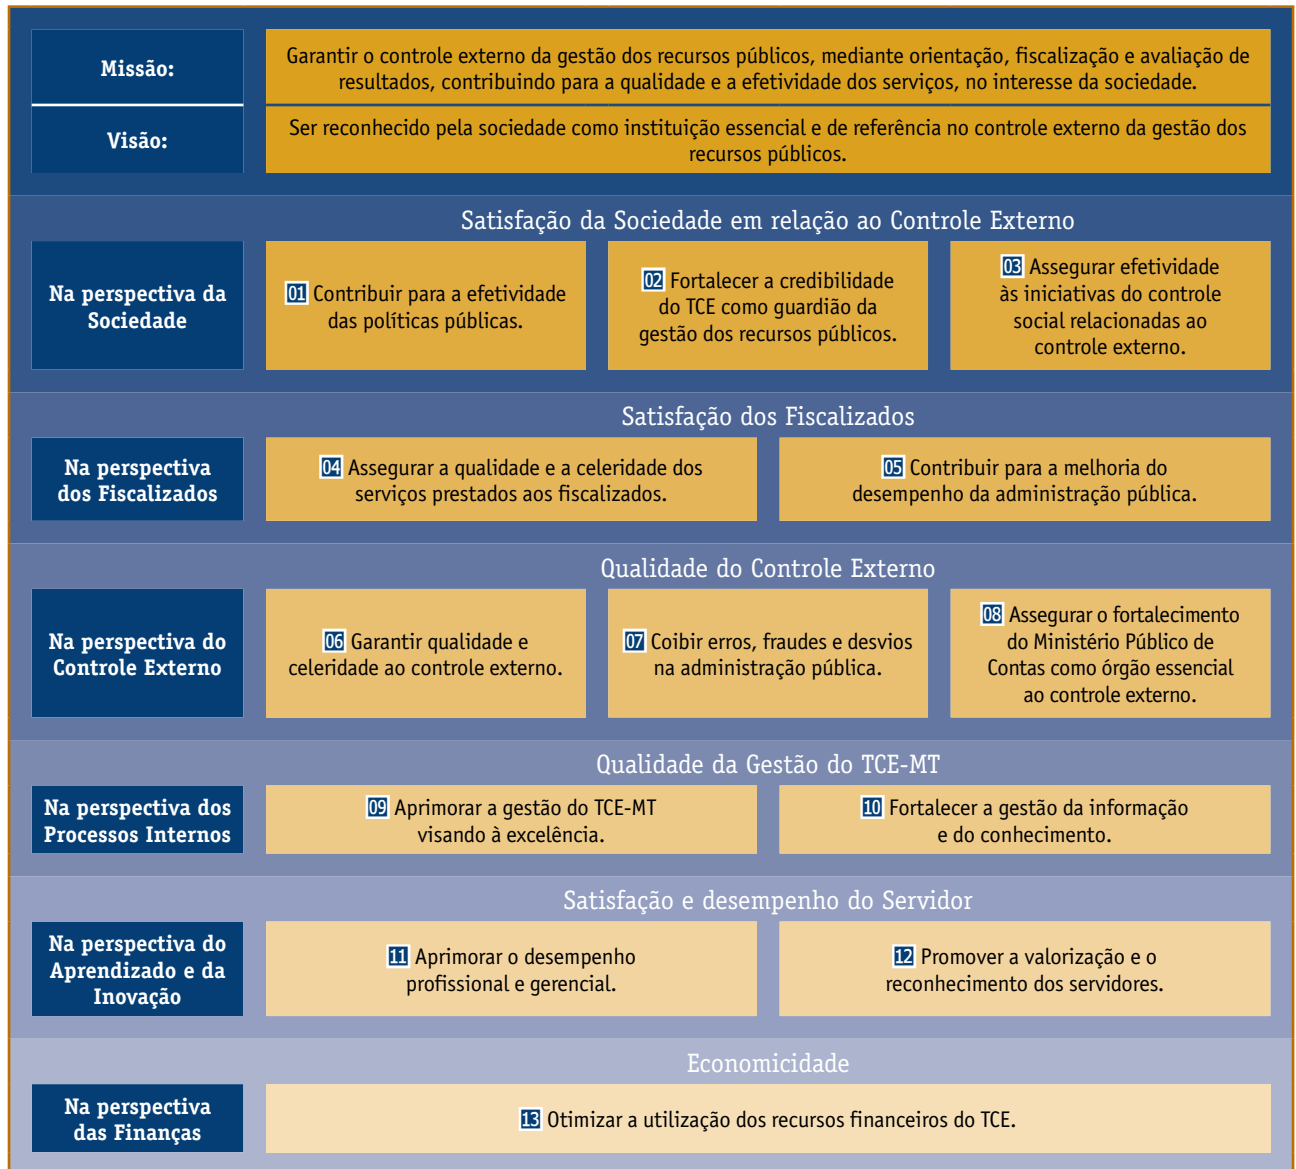 Missão:
Garantir o controle externo da gestão dos recursos públicos, mediante orientação, fiscalização e avaliação de
resultados, contribuindo para a qualidade e a efetividade dos serviços, no interesse da sociedade.
Visão:
Ser reconhecido pela sociedade como instituição essencial e de referência no controle externo da gestão dos
recursos públicos.
Satisfação da Sociedade em relação ao Controle Externo
Na perspectiva da
Sociedade
01 Contribuir para a efetividade
das políticas públicas.
02 Fortalecer a credibilidade
do TCE como guardião da
gestão dos recursos públicos.
03 Assegurar efetividade
às iniciativas do controle
social relacionadas ao
controle externo.
Satisfação dos Fiscalizados
Na perspectiva
dos Fiscalizados
04 Assegurar a qualidade e a celeridade dos
serviços prestados aos fiscalizados.
05 Contribuir para a melhoria do
desempenho da administração pública.
Qualidade do Controle Externo
Na perspectiva do
Controle Externo
06 Garantir qualidade e
celeridade ao controle externo.
07 Coibir erros, fraudes e desvios
na administração pública.
08 Assegurar o fortalecimento
do Ministério Público de
Contas como órgão essencial
ao controle externo.
Qualidade da Gestão do TCE-MT
Na perspectiva dos
Processos Internos
09 Aprimorar a gestão do TCE-MT
visando à excelência.
10 Fortalecer a gestão da informação
e do conhecimento.
Satisfação e desempenho do Servidor
Na perspectiva do
Aprendizado e da
Inovação
11 Aprimorar o desempenho
profissional e gerencial.
12 Promover a valorização e o
reconhecimento dos servidores.
Economicidade
Na perspectiva
das Finanças
13 Otimizar a utilização dos recursos financeiros do TCE.